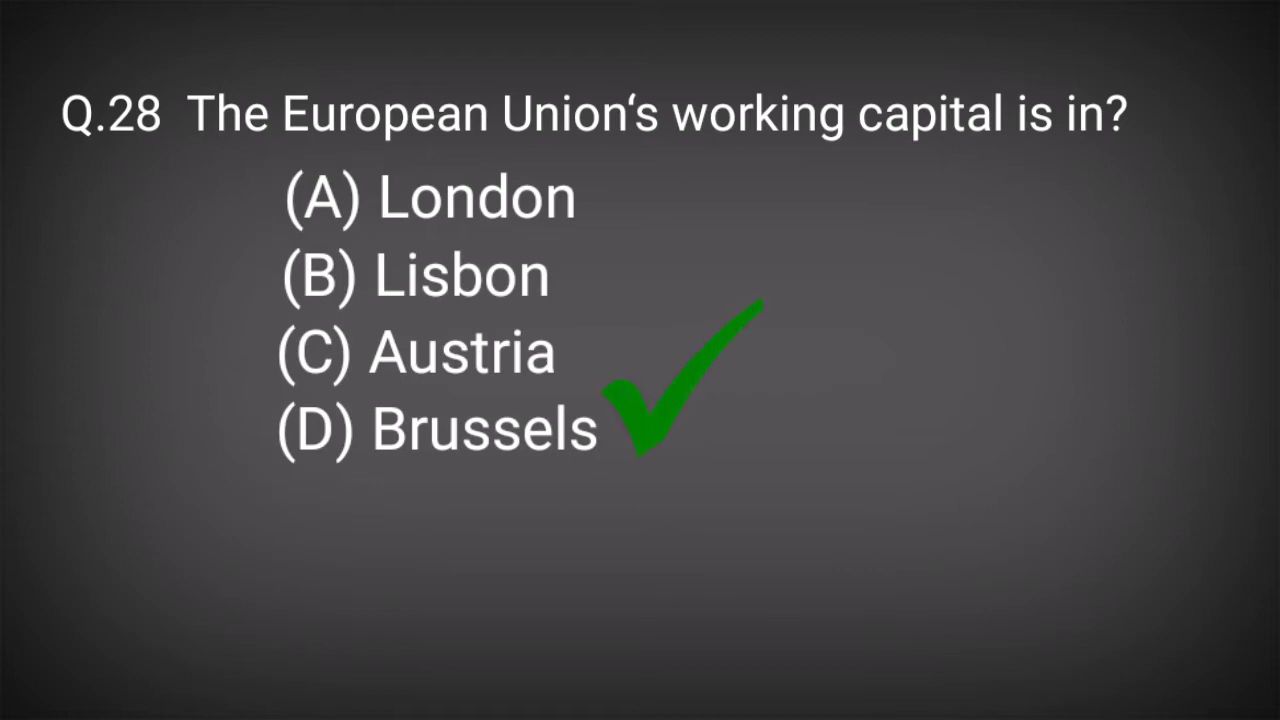 Q.28 The European Union‘s working capital is in?
(A) London
(B) Lisbon
(C) Austria
(D) Brussels